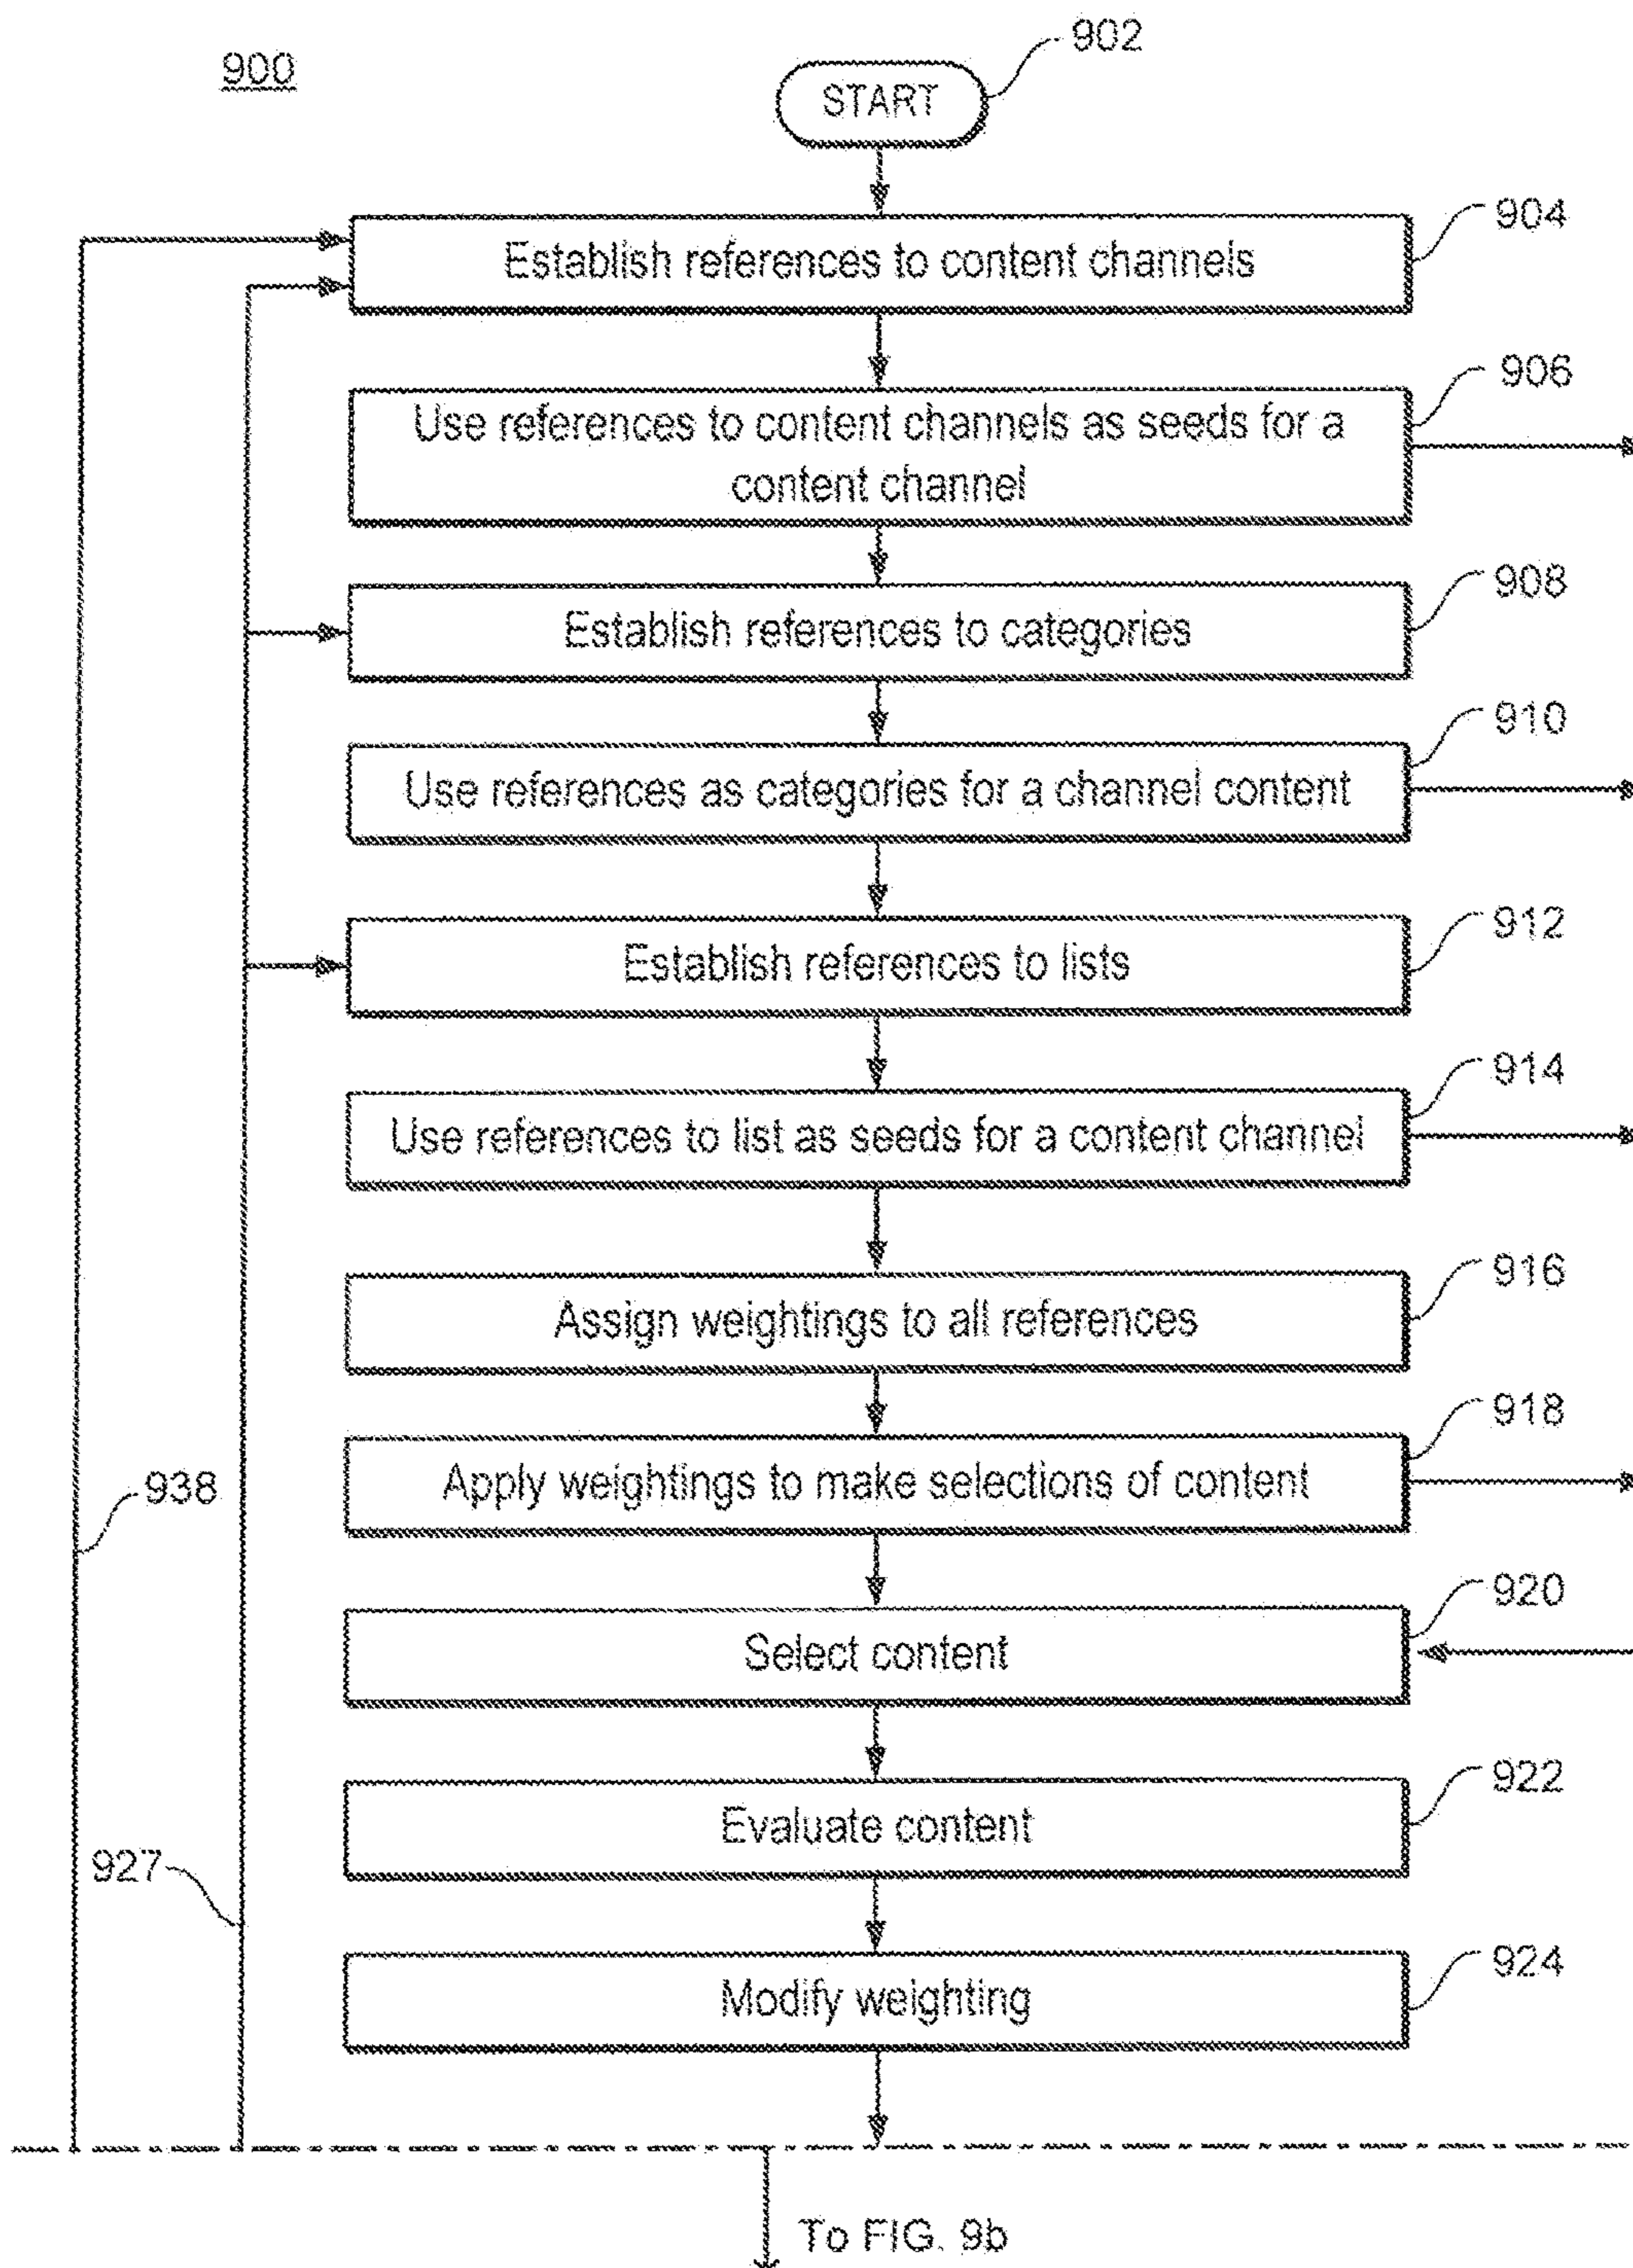 900
902
START
904
Establish references to content channels
906
Use references to content channels as seeds for a
content channel
908
Establish references to categories
910
Use references as categories for a channel content
912
Establish references to lists
914
Use references to list as seeds for a content channel
916
Assign weightings to all references
918
Apply weightings to make selections of content
938
920
Select content
922
Evaluate content
927
924
Modify weighting
To FIG. 9b